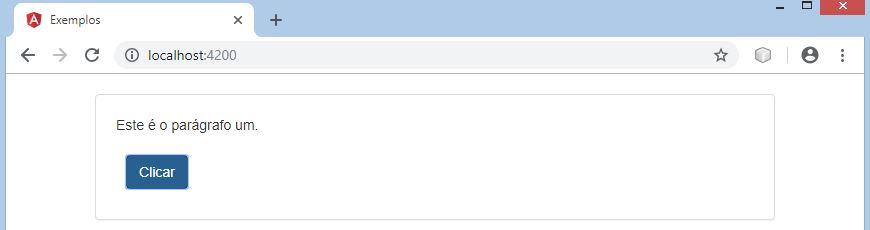 Exemplos
localhost:4200
Este é o parágrafo um.
Clicar